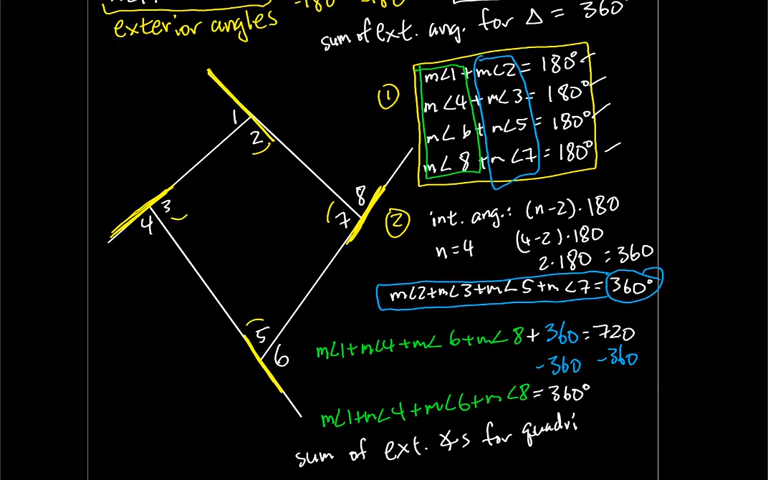 -180 -180
exterior angles
sum of ext. ang. for Δ = 360°
① m∠1 + m∠2 = 180°
m∠4 + m∠3 = 180°
m∠6 + m∠5 = 180°
m∠8 + m∠7 = 180°
1
2
3
4
8
7
5
6
② int. ang.: (n-2)·180
n=4 (4-2)·180
2·180 = 360
m∠2+m∠3+m∠5+m∠7=360°
m∠1+m∠4+m∠6+m∠8+360=720
-360 -360
m∠1+m∠4+m∠6+m∠8=360°
sum of ext. ∡s for quadri